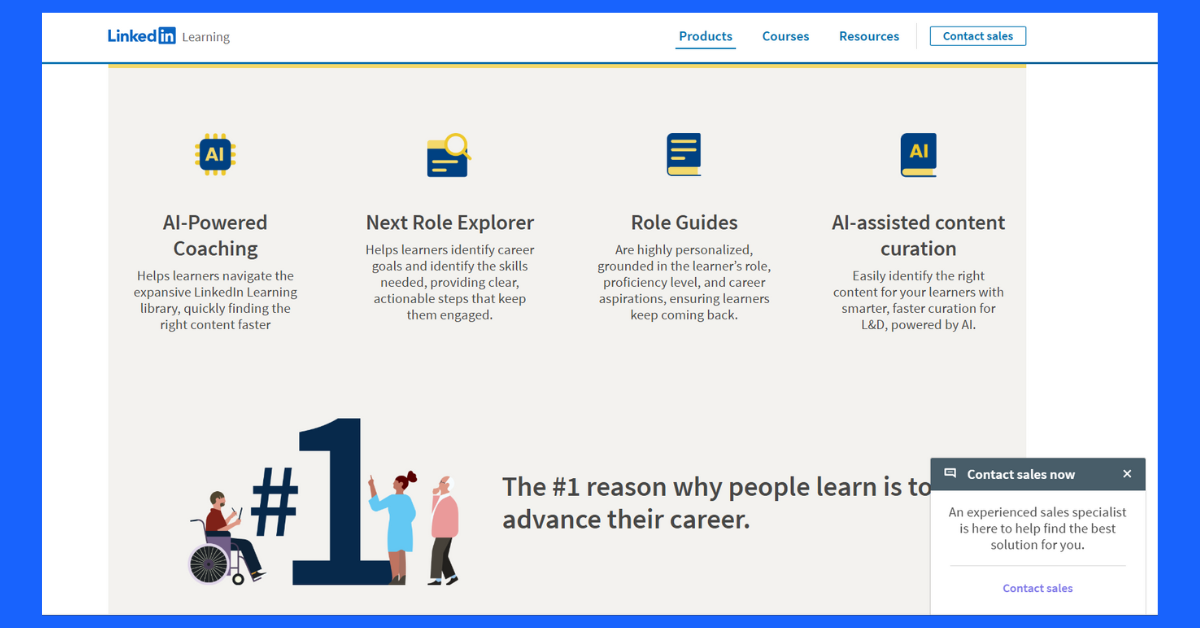 Linked in Learning
Products
Courses
Resources
Contact sales
AI
AI
AI-Powered
Coaching
Helps learners navigate the
expansive LinkedIn Learning
library, quickly finding the
right content faster
Next Role Explorer
Helps learners identify career
goals and identify the skills
needed, providing clear,
actionable steps that keep
them engaged.
Role Guides
Are highly personalized,
grounded in the learner’s role,
proficiency level, and career
aspirations, ensuring learners
keep coming back.
AI-assisted content
curation
Easily identify the right
content for your learners with
smarter, faster curation for
L&D, powered by AI.
#1
The #1 reason why people learn is to
advance their career.
Contact sales now
An experienced sales specialist
is here to help find the best
solution for you.
Contact sales